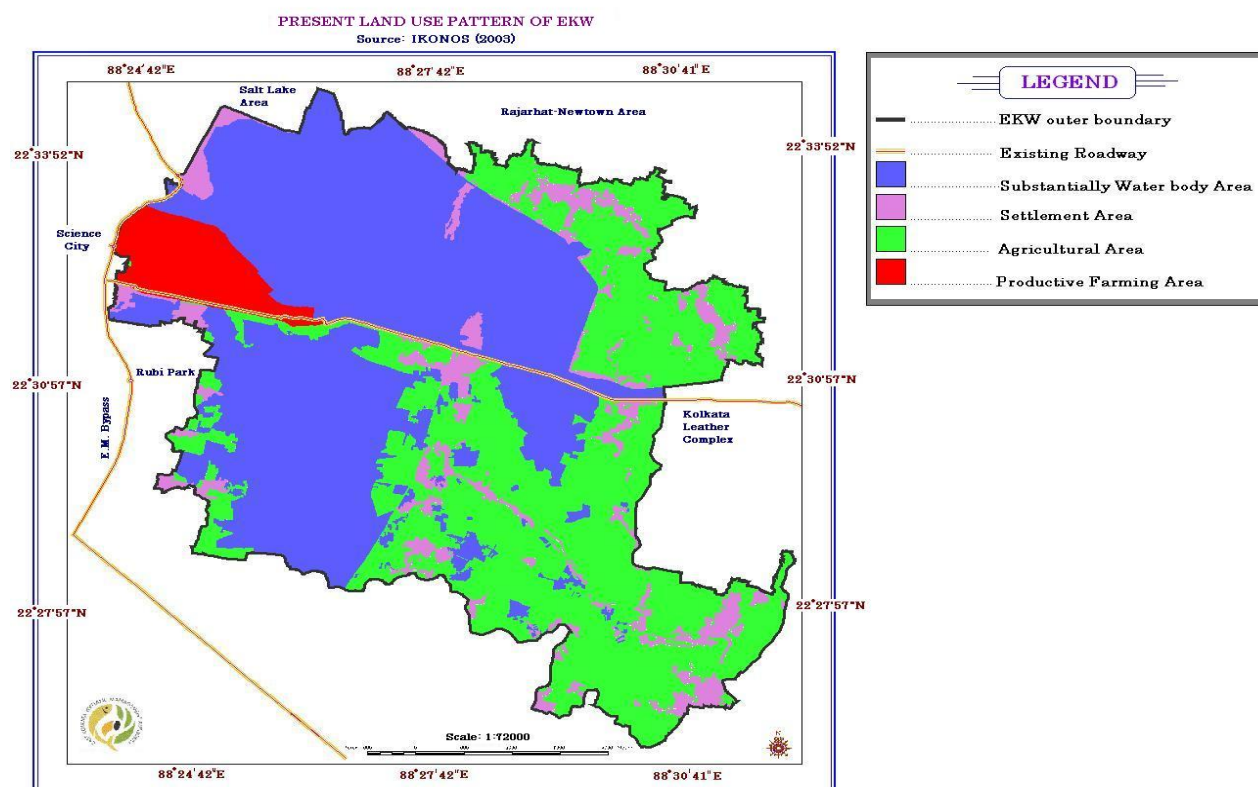 PRESENT LAND USE PATTERN OF EKW
Source: IKONOS (2003)
88°24'42"E
88°27'42"E
88°30'41"E
Salt Lake
Area
Rajarhat-Newtown Area
22°33'52"N
22°33'52"N
Science
City
Rubi Park
22°30'57"N
22°30'57"N
E.M. Bypass
Kolkata
Leather
Complex
22°27'57"N
22°27'57"N
Scale: 1:72000
88°24'42"E
88°27'42"E
88°30'41"E
LEGEND
EKW outer boundary
Existing Roadway
Substantially Water body Area
Settlement Area
Agricultural Area
Productive Farming Area